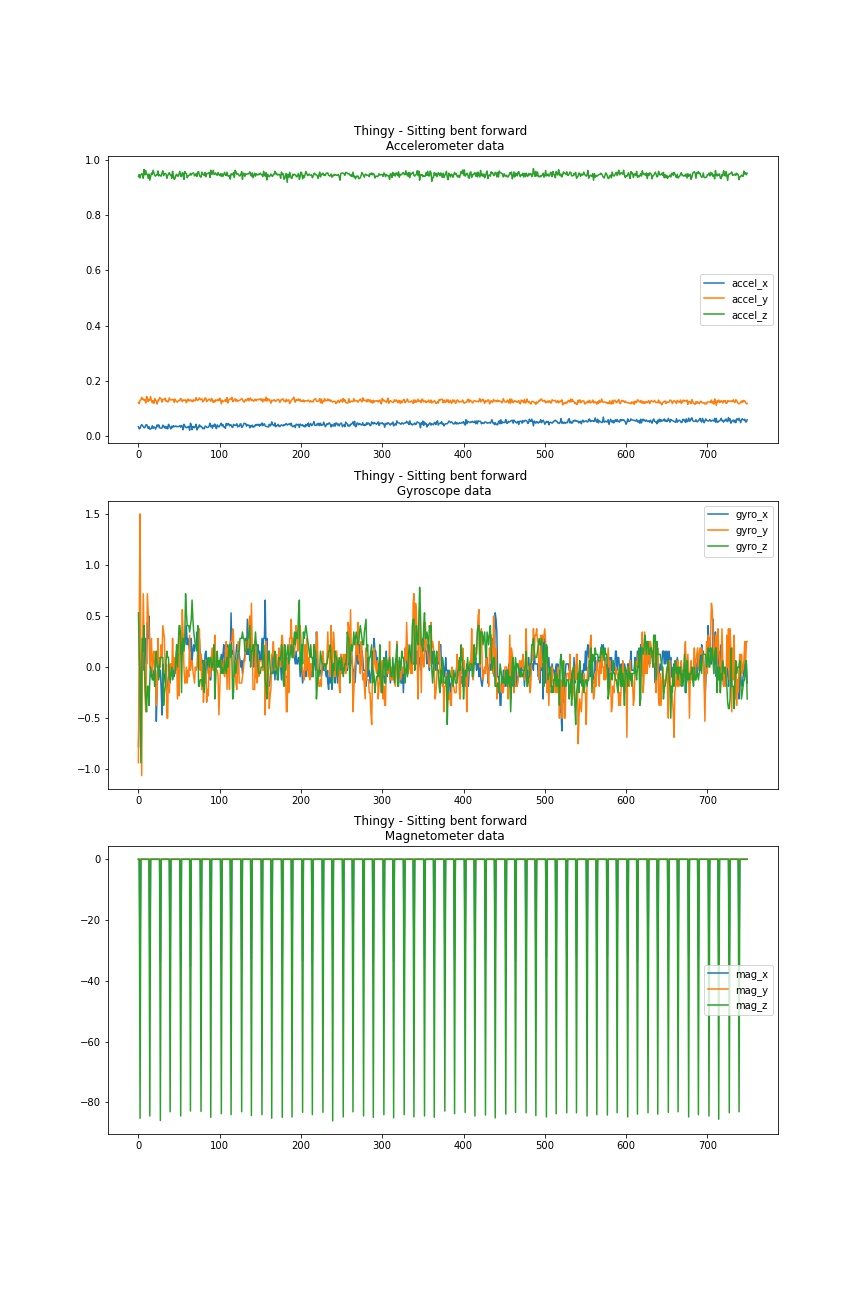 Thingy - Sitting bent forward
Accelerometer data
1.0
0.8
0.6
0.4
0.2
0.0
accel_x
accel_y
accel_z
0 100 200 300 400 500 600 700
Thingy - Sitting bent forward
Gyroscope data
1.5
1.0
0.5
0.0
−0.5
−1.0
gyro_x
gyro_y
gyro_z
0 100 200 300 400 500 600 700
Thingy - Sitting bent forward
Magnetometer data
0
−20
−40
−60
−80
mag_x
mag_y
mag_z
0 100 200 300 400 500 600 700